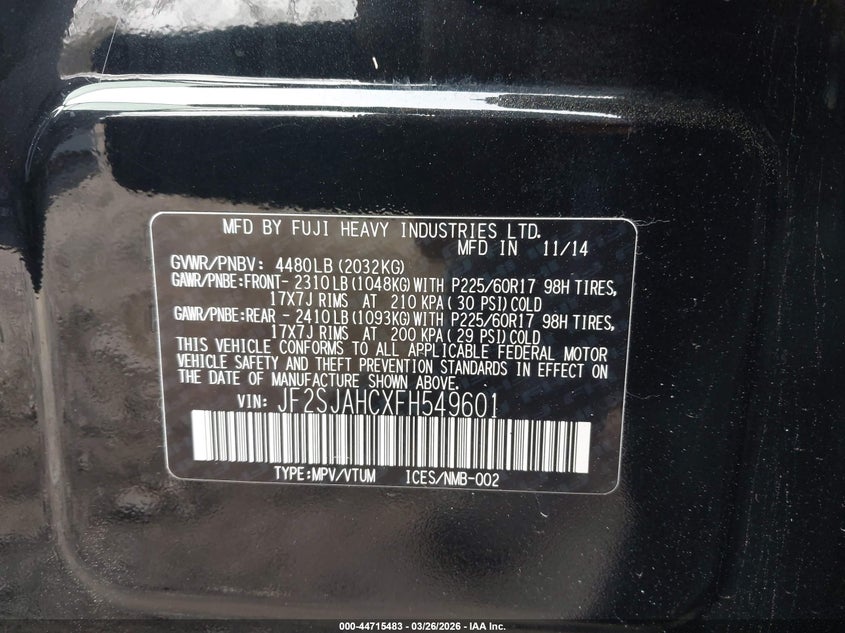 MFD BY FUJI HEAVY INDUSTRIES LTD.
MFD IN 11/14
GVWR/PNBV: 4480LB (2032KG)
GAWR/PNBE:FRONT- 2310LB(1048KG)WITH P225/60R17 98H TIRES,
17X7J RIMS AT 210 KPA(30 PSI)COLD
GAWR/PNBE:REAR - 2410LB(1093KG)WITH P225/60R17 98H TIRES,
17X7J RIMS AT 200 KPA(29 PSI)COLD
THIS VEHICLE CONFORMS TO ALL APPLICABLE FEDERAL MOTOR
VEHICLE SAFETY AND THEFT PREVENTION STANDARDS IN EFFECT ON
THE DATE OF MANUFACTURE SHOWN ABOVE.
VIN: JF2SJAHCXFH549601
TYPE:MPV/VTUM ICES/NMB-002
000-44715483 | 03/26/2026 - IAA Inc.